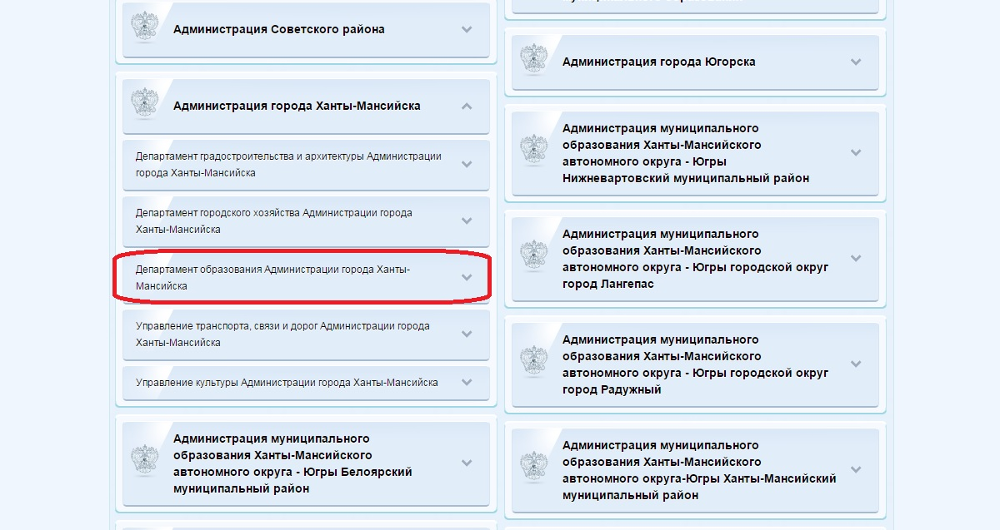 Администрация Советского района
Администрация города Ханты-Мансийска
Департамент градостроительства и архитектуры Администрации
города Ханты-Мансийска
Департамент городского хозяйства Администрации города
Ханты-Мансийска
Департамент образования Администрации города Ханты-
Мансийска
Управление транспорта, связи и дорог Администрации города
Ханты-Мансийска
Управление культуры Администрации города Ханты-Мансийска
Администрация муниципального
образования Ханты-Мансийского
автономного округа - Югры Белоярский
муниципальный район
Администрация города Югорска
Администрация муниципального
образования Ханты-Мансийского
автономного округа - Югры
Нижневартовский муниципальный район
Администрация муниципального
образования Ханты-Мансийского
автономного округа - Югры городской округ
город Лангепас
Администрация муниципального
образования Ханты-Мансийского
автономного округа - Югры городской округ
город Радужный
Администрация муниципального
образования Ханты-Мансийского
автономного округа-Югры Ханты-Мансийский
муниципальный район